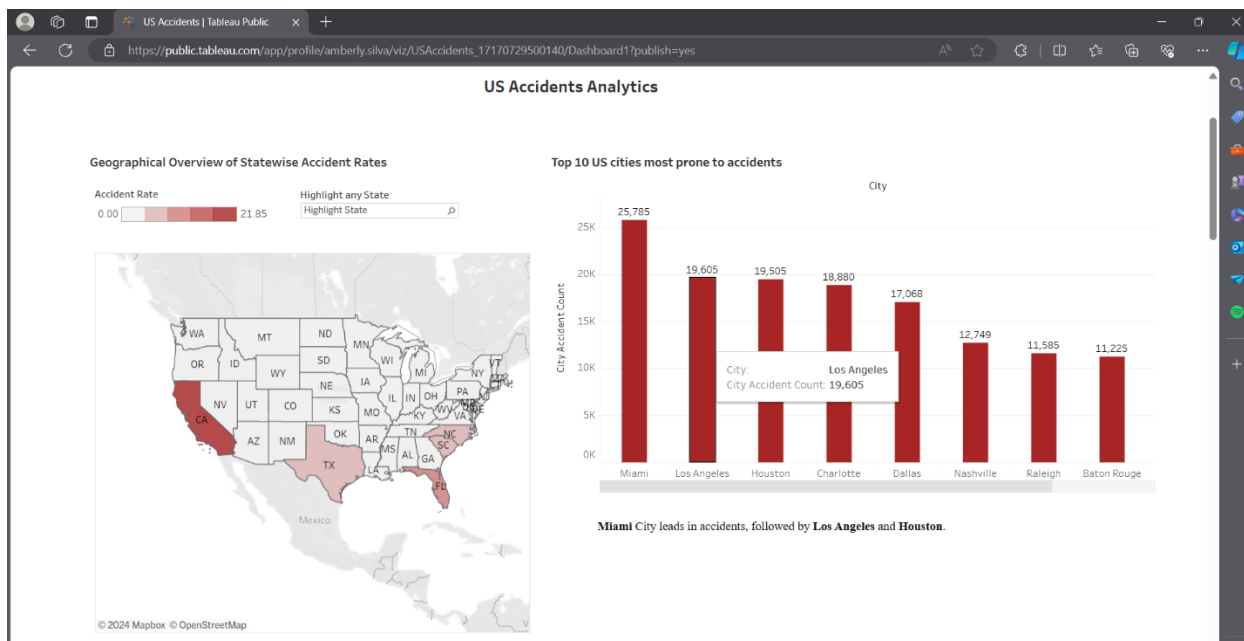 US Accidents | Tableau Public
https://public.tableau.com/app/profile/amberly.silva/viz/USAccidents_17170729500140/Dashboard1?publish=yes
US Accidents Analytics
Geographical Overview of Statewise Accident Rates
Accident Rate
0.00 21.85
Highlight any State
Highlight State
WA MT ND MN
OR ID SD WI MI NY VT
WY IA PA MA
NE IL IN OH
NV UT CO KS MO WV VA
CA KY
AZ NM OK AR TN NC
TX MS AL GA SC
LA
FL
Mexico
© 2024 Mapbox © OpenStreetMap
Top 10 US cities most prone to accidents
City
City Accident Count
25K
20K
15K
10K
5K
0K
25,785
19,605
19,505
18,880
17,068
12,749
11,585
11,225
City: Los Angeles
City Accident Count: 19,605
Miami Los Angeles Houston Charlotte Dallas Nashville Raleigh Baton Rouge
Miami City leads in accidents, followed by Los Angeles and Houston.